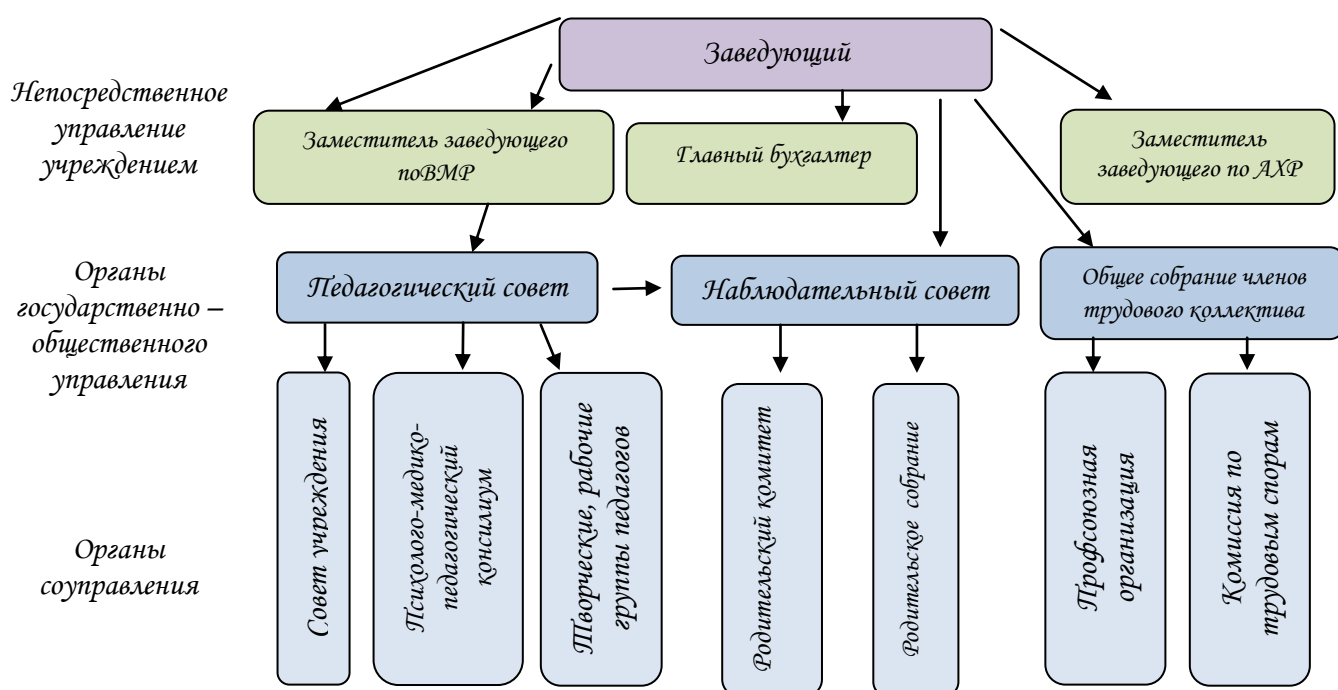 Заведующий
Непосредственное
управление
учреждением
Заместитель заведующего
поВМР
Главный бухгалтер
Заместитель
заведующего по АХР
Органы
государственно –
общественного
управления
Педагогический совет
Наблюдательный совет
Общее собрание членов
трудового коллектива
Органы
соуправления
Совет учреждения
Психолого-медико-
педагогический
консилиум
Творческие, рабочие
группы педагогов
Родительский комитет
Родительское собрание
Профсоюзная
организация
Комиссия по
трудовым спорам